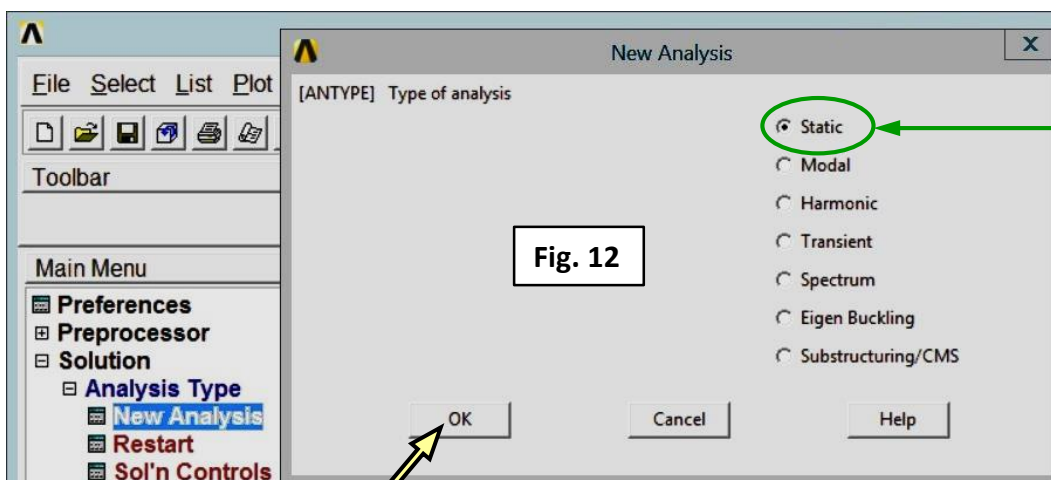 New Analysis
X
File Select List Plot
[ANTYPE] Type of analysis
Static
Toolbar
Modal
Harmonic
Transient
Fig. 12
Main Menu
Spectrum
Preferences
Preprocessor
Eigen Buckling
Solution
Substructuring/CMS
Analysis Type
New Analysis
OK Cancel Help
Restart
Sol'n Controls